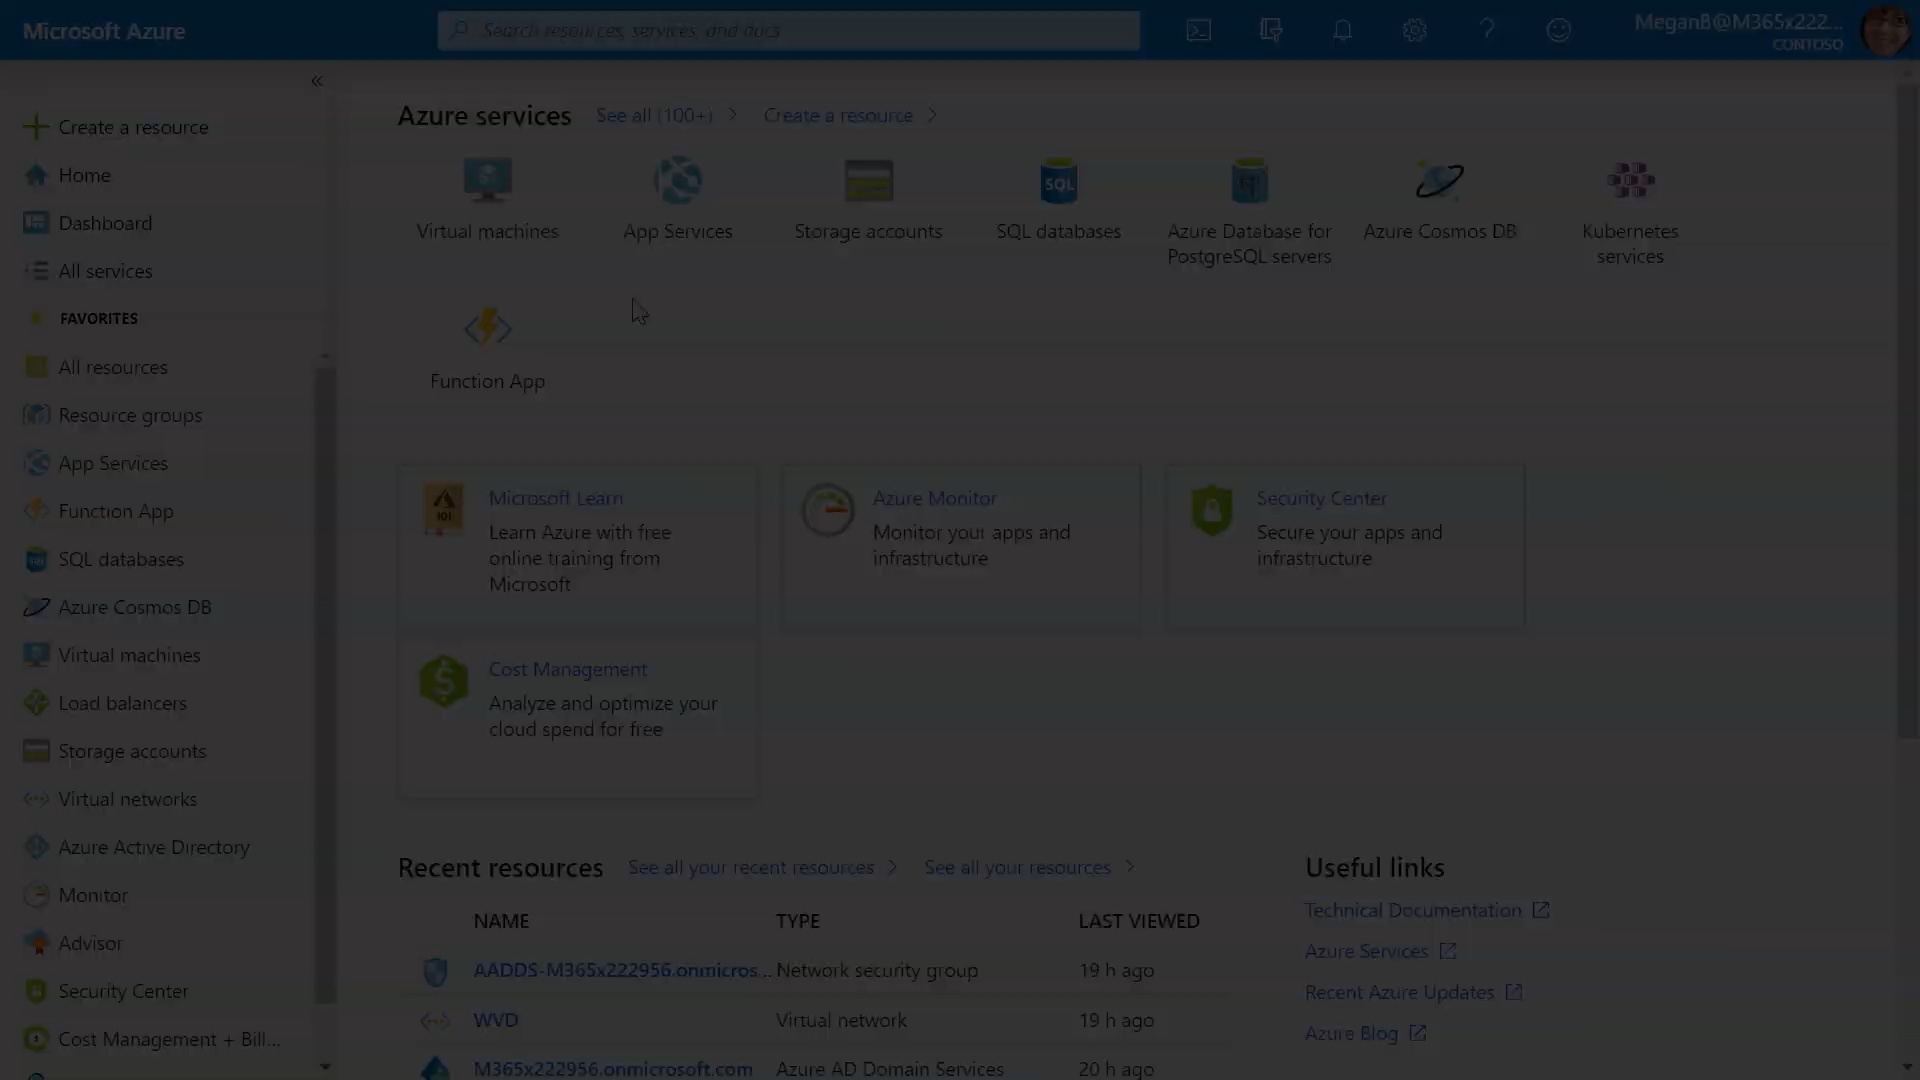 Microsoft Azure
Search resources, services, and docs
MeganB@M365x222...
CONTOSO
«
Create a resource
Home
Dashboard
All services
FAVORITES
All resources
Resource groups
App Services
Function App
SQL databases
Azure Cosmos DB
Virtual machines
Load balancers
Storage accounts
Virtual networks
Azure Active Directory
Monitor
Advisor
Security Center
Cost Management + Bill...
Azure services
See all (100+)
Create a resource
Virtual machines
App Services
Storage accounts
SQL
SQL databases
Azure Database for
PostgreSQL servers
Azure Cosmos DB
Kubernetes
services
Function App
101
Microsoft Learn
Learn Azure with free
online training from
Microsoft
Azure Monitor
Monitor your apps and
infrastructure
Security Center
Secure your apps and
infrastructure
Cost Management
Analyze and optimize your
cloud spend for free
Recent resources
See all your recent resources
See all your resources
NAME TYPE LAST VIEWED
AADDS-M365x222956.onmicros... Network security group 19 h ago
WVD Virtual network 19 h ago
M365x222956.onmicrosoft.com Azure AD Domain Services 20 h ago
Useful links
Technical Documentation
Azure Services
Recent Azure Updates
Azure Blog